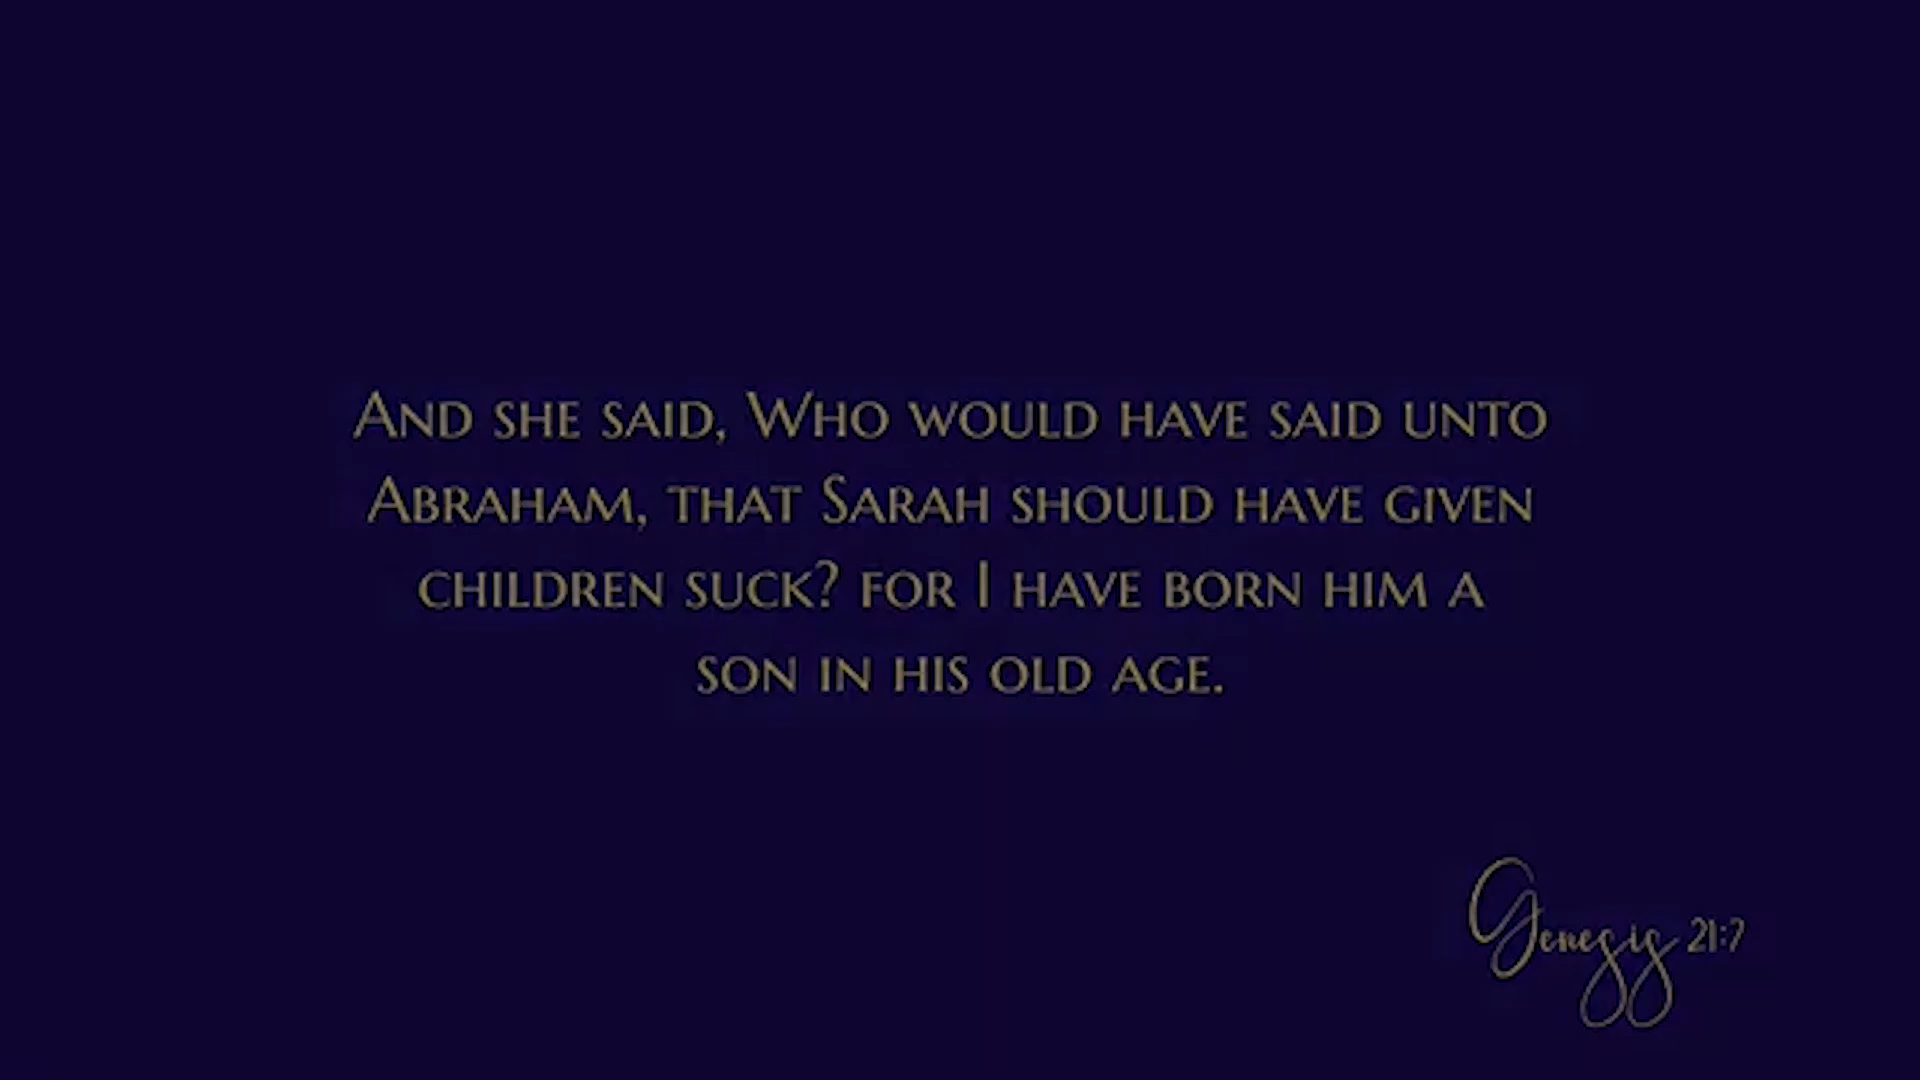 And she said, Who would have said unto
Abraham, that Sarah should have given
children suck? for I have born him a
son in his old age.
Genesis 21:7